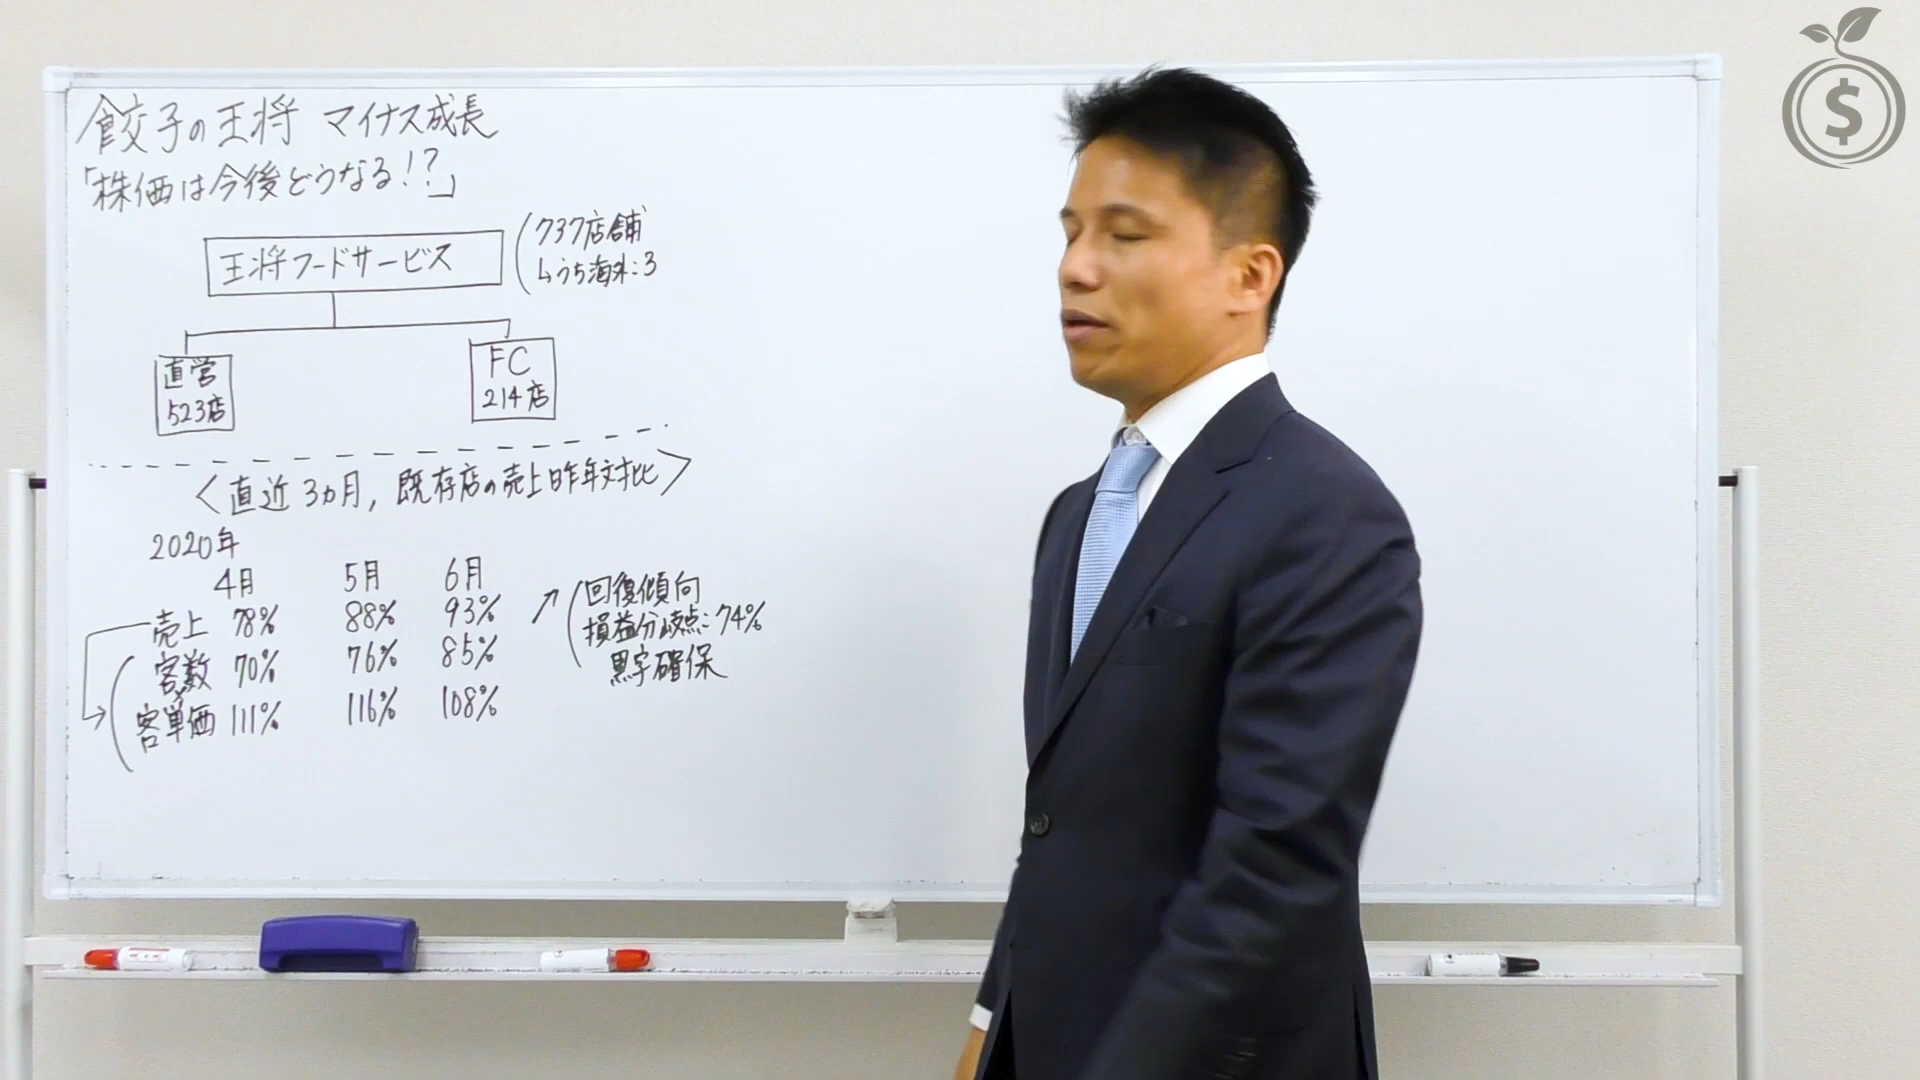 餃子の王将 マイナス成長
「株価は今後どうなる!?」
王将フードサービス
737店舗
うち海外:3
直営
523店
FC
214店
<直近3ヵ月, 既存店の売上昨年対比>
2020年
4月 5月 6月
売上 78% 88% 93%
客数 70% 76% 85%
×
客単価 111% 116% 108%
回復傾向
損益分岐点:74%
黒字確保
$